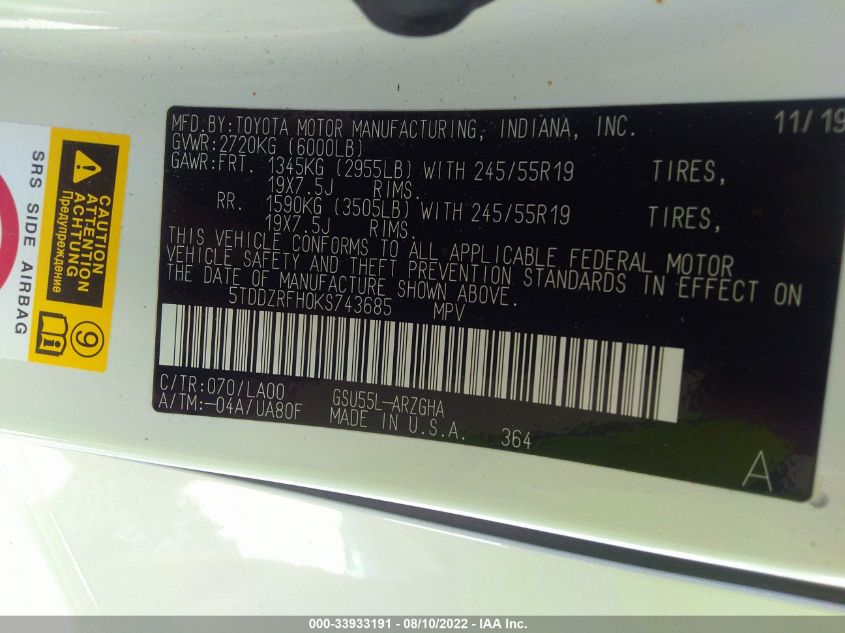 MFD.BY:TOYOTA MOTOR MANUFACTURING, INDIANA, INC. 11/19
GVWR:2720KG (6000LB)
GAWR:FRT. 1345KG (2955LB) WITH 245/55R19 TIRES,
19X7.5J RIMS.
RR. 1590KG (3505LB) WITH 245/55R19 TIRES,
19X7.5J RIMS.
THIS VEHICLE CONFORMS TO ALL APPLICABLE FEDERAL MOTOR
VEHICLE SAFETY AND THEFT PREVENTION STANDARDS IN EFFECT ON
THE DATE OF MANUFACTURE SHOWN ABOVE.
5TDDZRFH0KS743685 MPV
C/TR:070/LA00 GSU55L-ARZGHA
A/TM:-04A/UA80F MADE IN U.S.A. 364
A
SRS SIDE AIRBAG
CAUTION
ATTENTION
ACHTUNG
Предупреждение
9
000-33933191 - 08/10/2022 - IAA Inc.